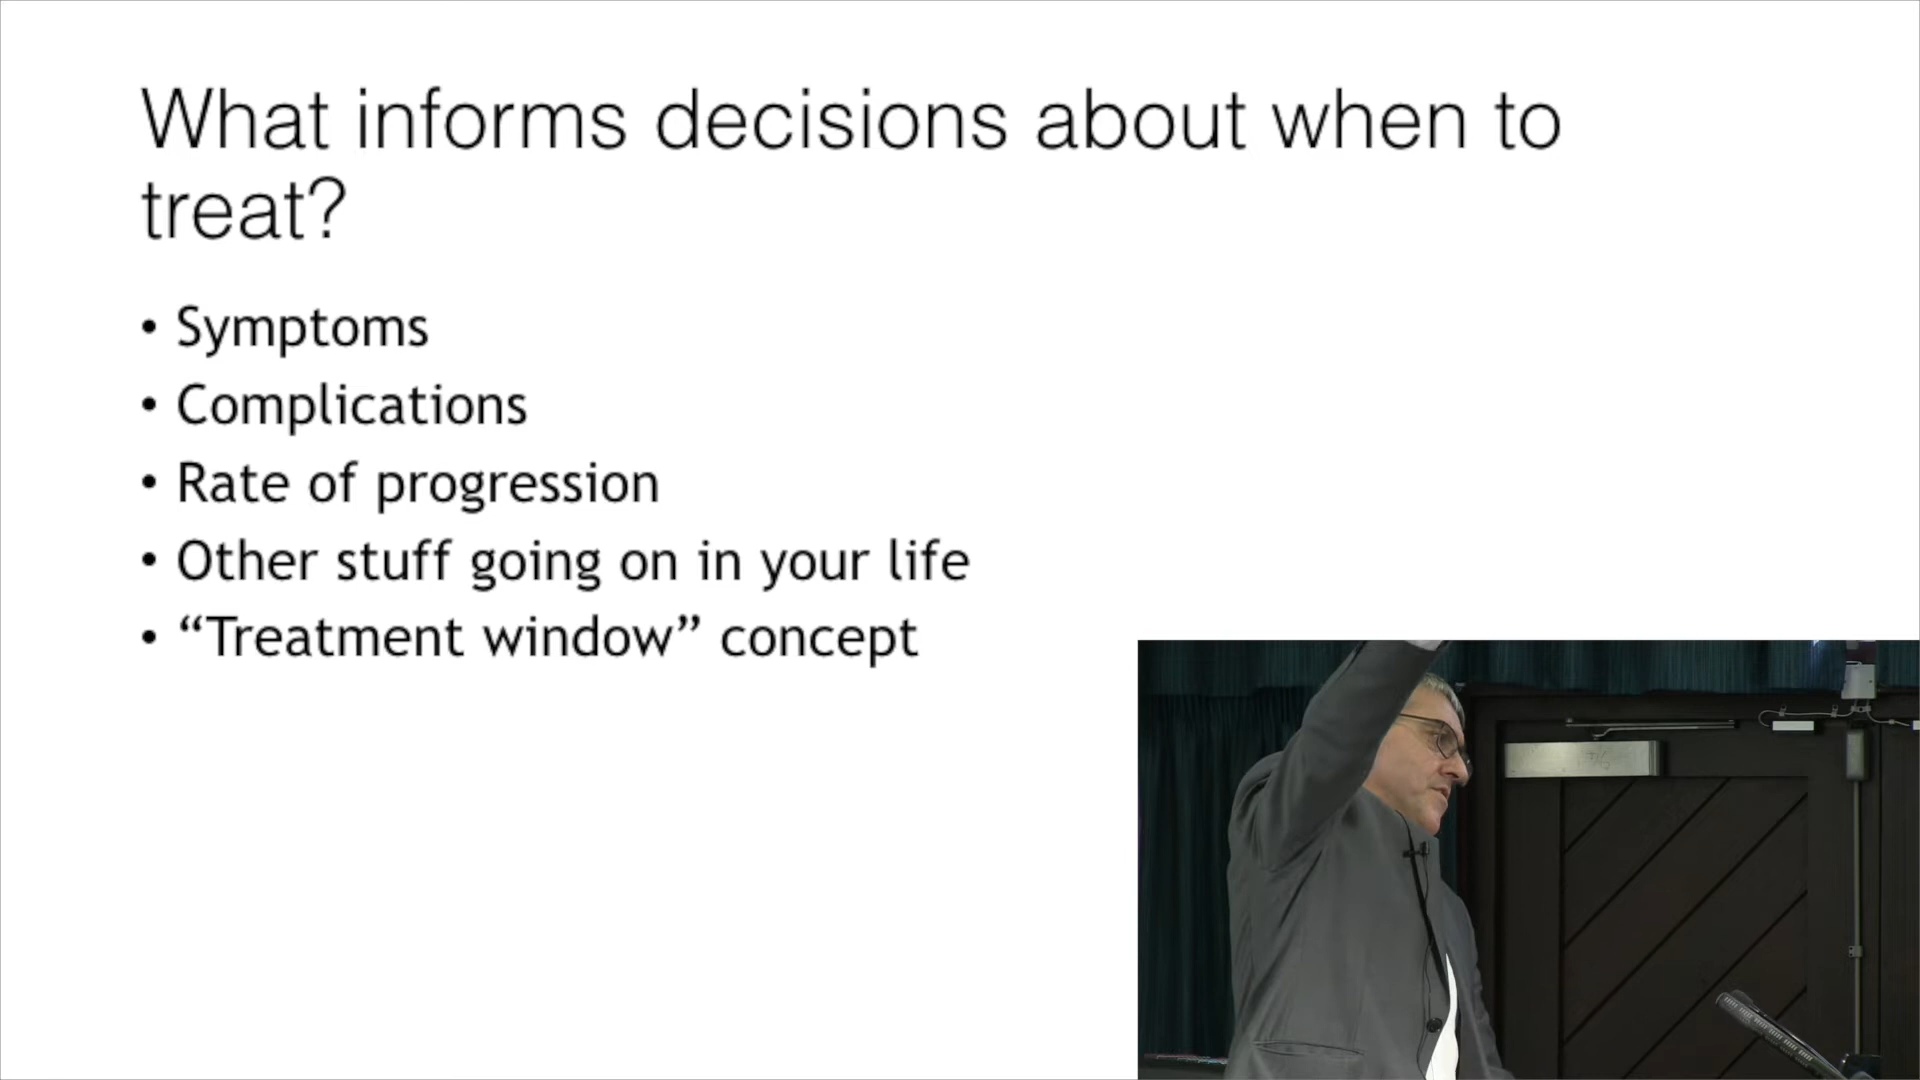 What informs decisions about when to
treat?
• Symptoms
• Complications
• Rate of progression
• Other stuff going on in your life
• “Treatment window” concept